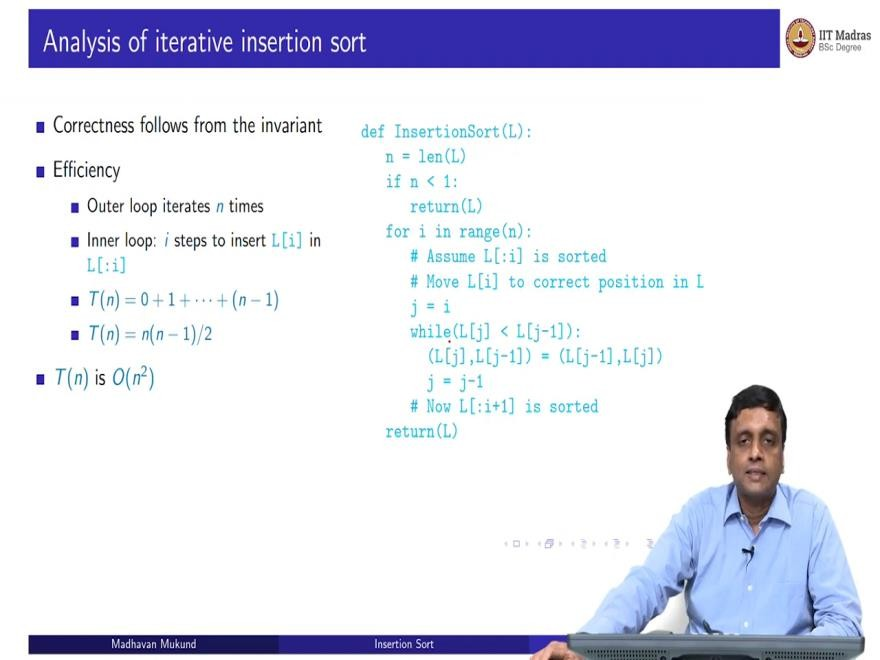 Analysis of iterative insertion sort
IIT Madras
BSc Degree
Correctness follows from the invariant
Efficiency
Outer loop iterates n times
Inner loop: i steps to insert L[i] in
L[:i]
T(n) = 0 + 1 + ··· + (n − 1)
T(n) = n(n − 1)/2
T(n) is O(n²)
def InsertionSort(L):
n = len(L)
if n < 1:
return(L)
for i in range(n):
# Assume L[:i] is sorted
# Move L[i] to correct position in L
j = i
while(L[j] < L[j-1]):
(L[j],L[j-1]) = (L[j-1],L[j])
j = j-1
# Now L[:i+1] is sorted
return(L)
Madhavan Mukund
Insertion Sort